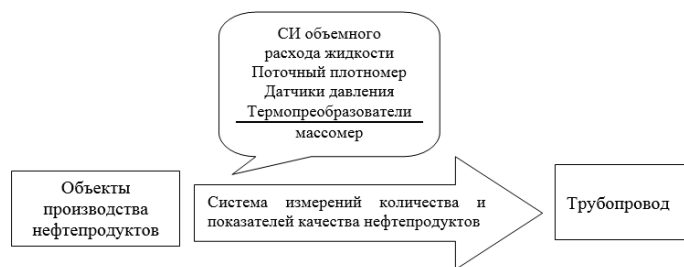 СИ объемного
расхода жидкости
Поточный плотномер
Датчики давления
Термопреобразователи
массомер
Объекты
производства
нефтепродуктов
Система измерений количества и
показателей качества нефтепродуктов
Трубопровод